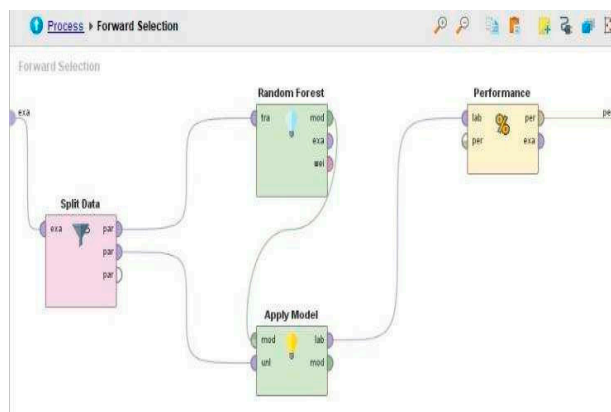 Process ▸ Forward Selection
Forward Selection
exa
Split Data
exa
par
par
par
Random Forest
tra
mod
exa
wei
Apply Model
mod
unl
lab
mod
Performance
%
lab
per
per
exa
pe